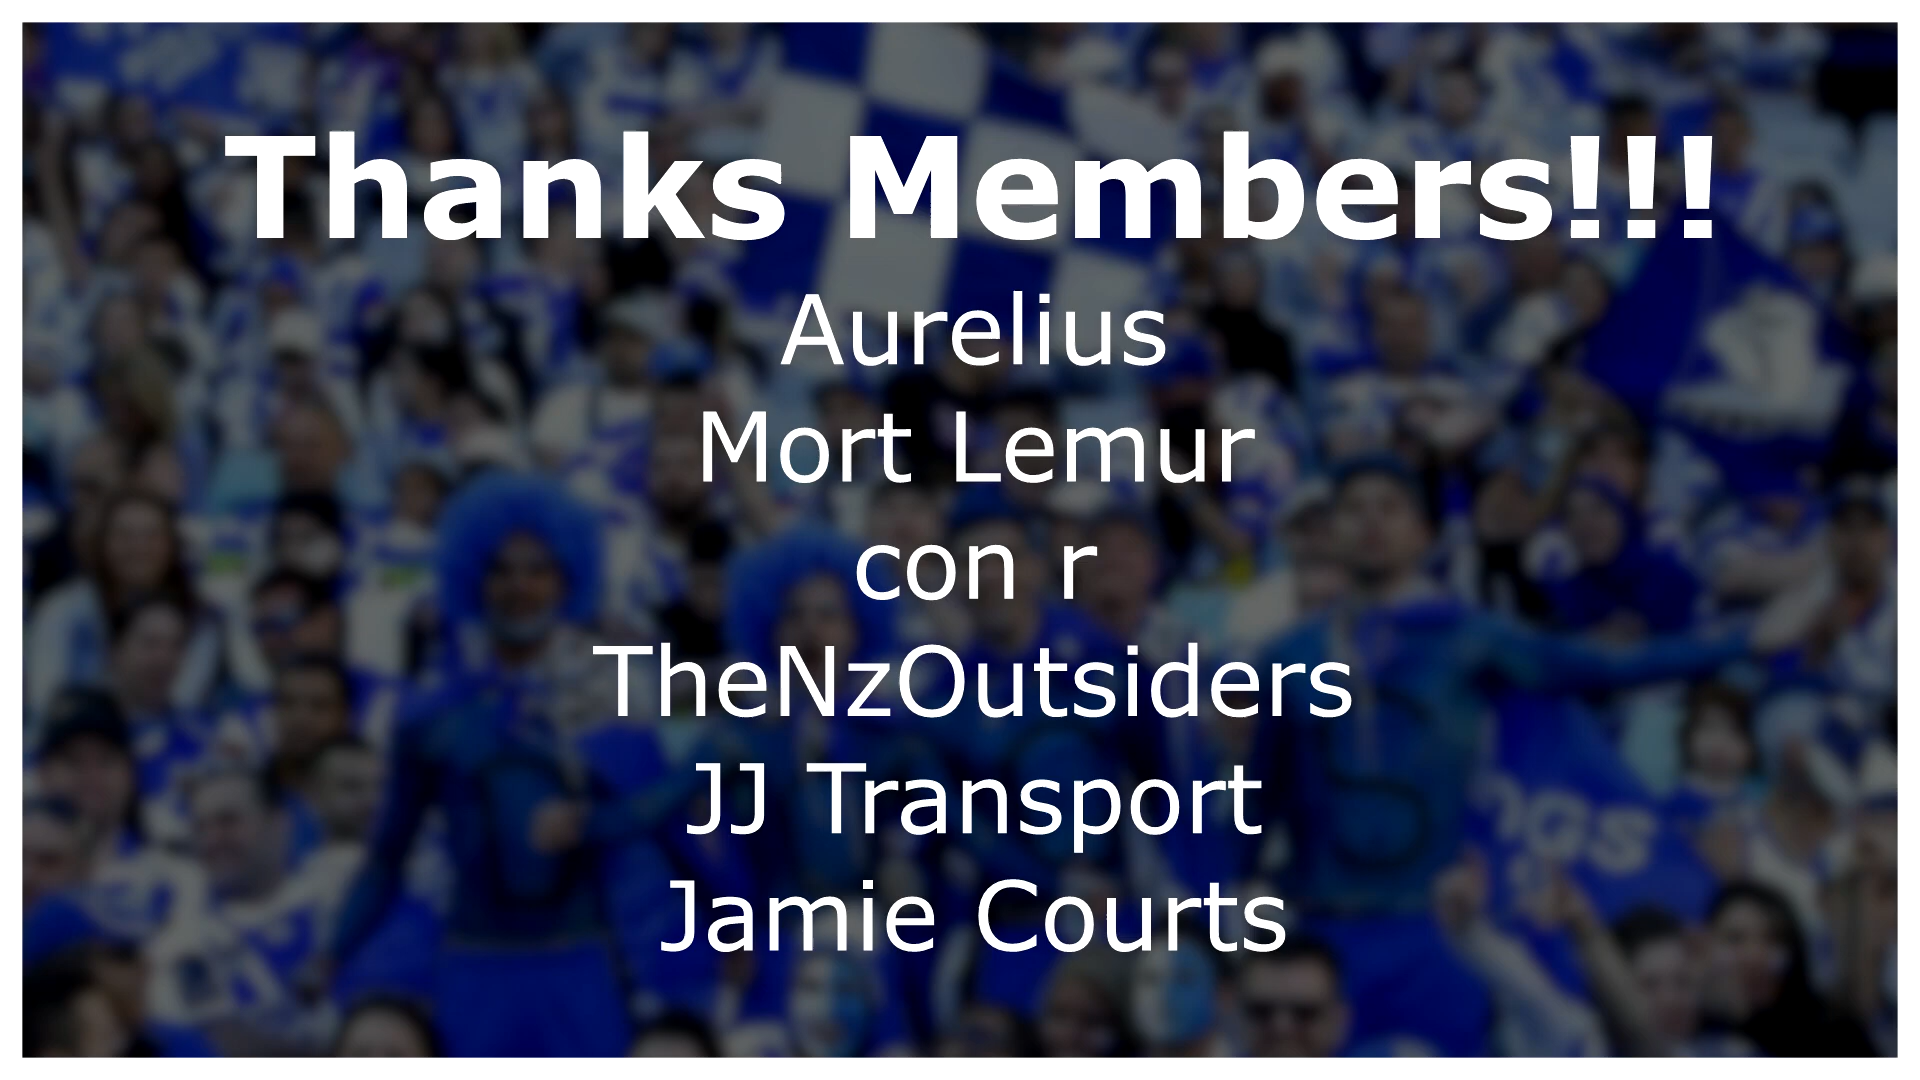 Thanks Members!!!
Aurelius
Mort Lemur
con r
TheNzOutsiders
JJ Transport
Jamie Courts